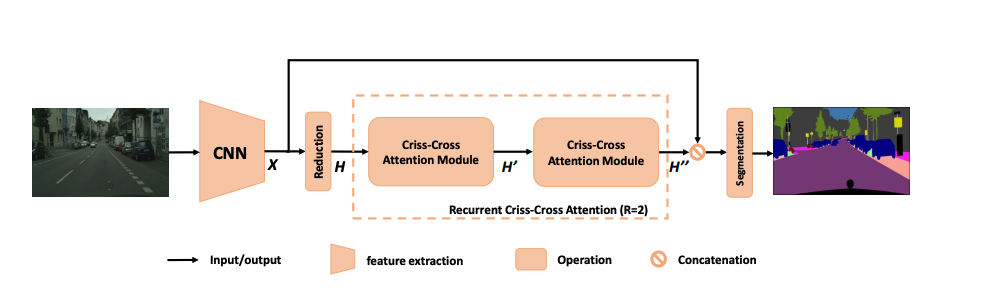 CNN
X
Reduction
H
Criss-Cross
Attention Module
H’
Criss-Cross
Attention Module
H’’
Segmentation
Recurrent Criss-Cross Attention (R=2)
Input/output
feature extraction
Operation
Concatenation